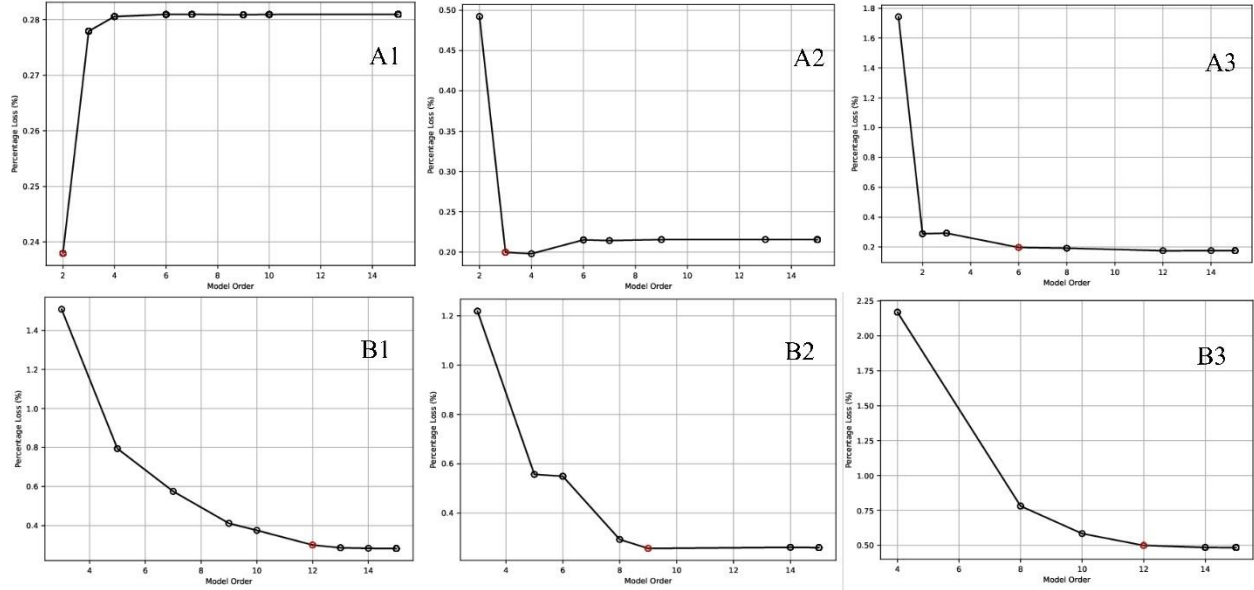 0.28
0.27
0.26
0.25
0.24
Percentage Loss (%)
2 4 6 8 10 12 14
Model Order
A1
0.50
0.45
0.40
0.35
0.30
0.25
0.20
Percentage Loss (%)
2 4 6 8 10 12 14
Model Order
A2
1.8
1.6
1.4
1.2
1.0
0.8
0.6
0.4
0.2
Percentage Loss (%)
2 4 6 8 10 12 14
Model Order
A3
1.4
1.2
1.0
0.8
0.6
0.4
Percentage Loss (%)
4 6 8 10 12 14
Model Order
B1
1.2
1.0
0.8
0.6
0.4
Percentage Loss (%)
4 6 8 10 12 14
Model Order
B2
2.25
2.00
1.75
1.50
1.25
1.00
0.75
0.50
Percentage Loss (%)
4 6 8 10 12 14
Model Order
B3